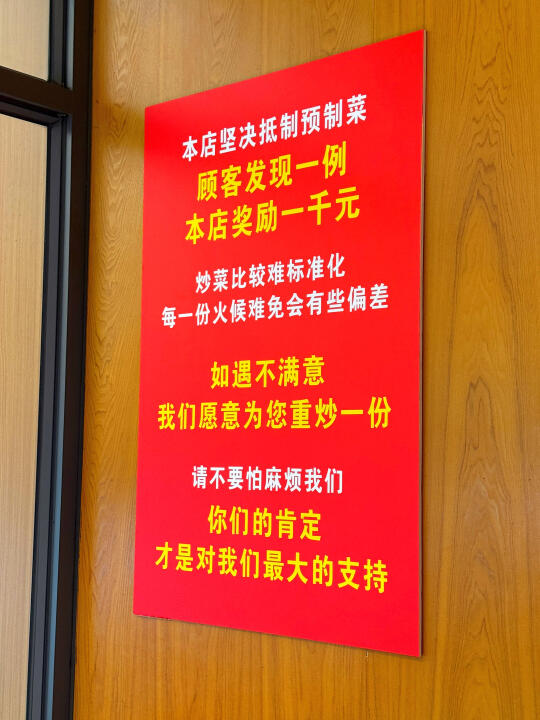 本店坚决抵制预制菜
顾客发现一例
本店奖励一千元
炒菜比较难标准化
每一份火候难免会有些偏差
如遇不满意
我们愿意为您重炒一份
请不要怕麻烦我们
你们的肯定
才是对我们最大的支持